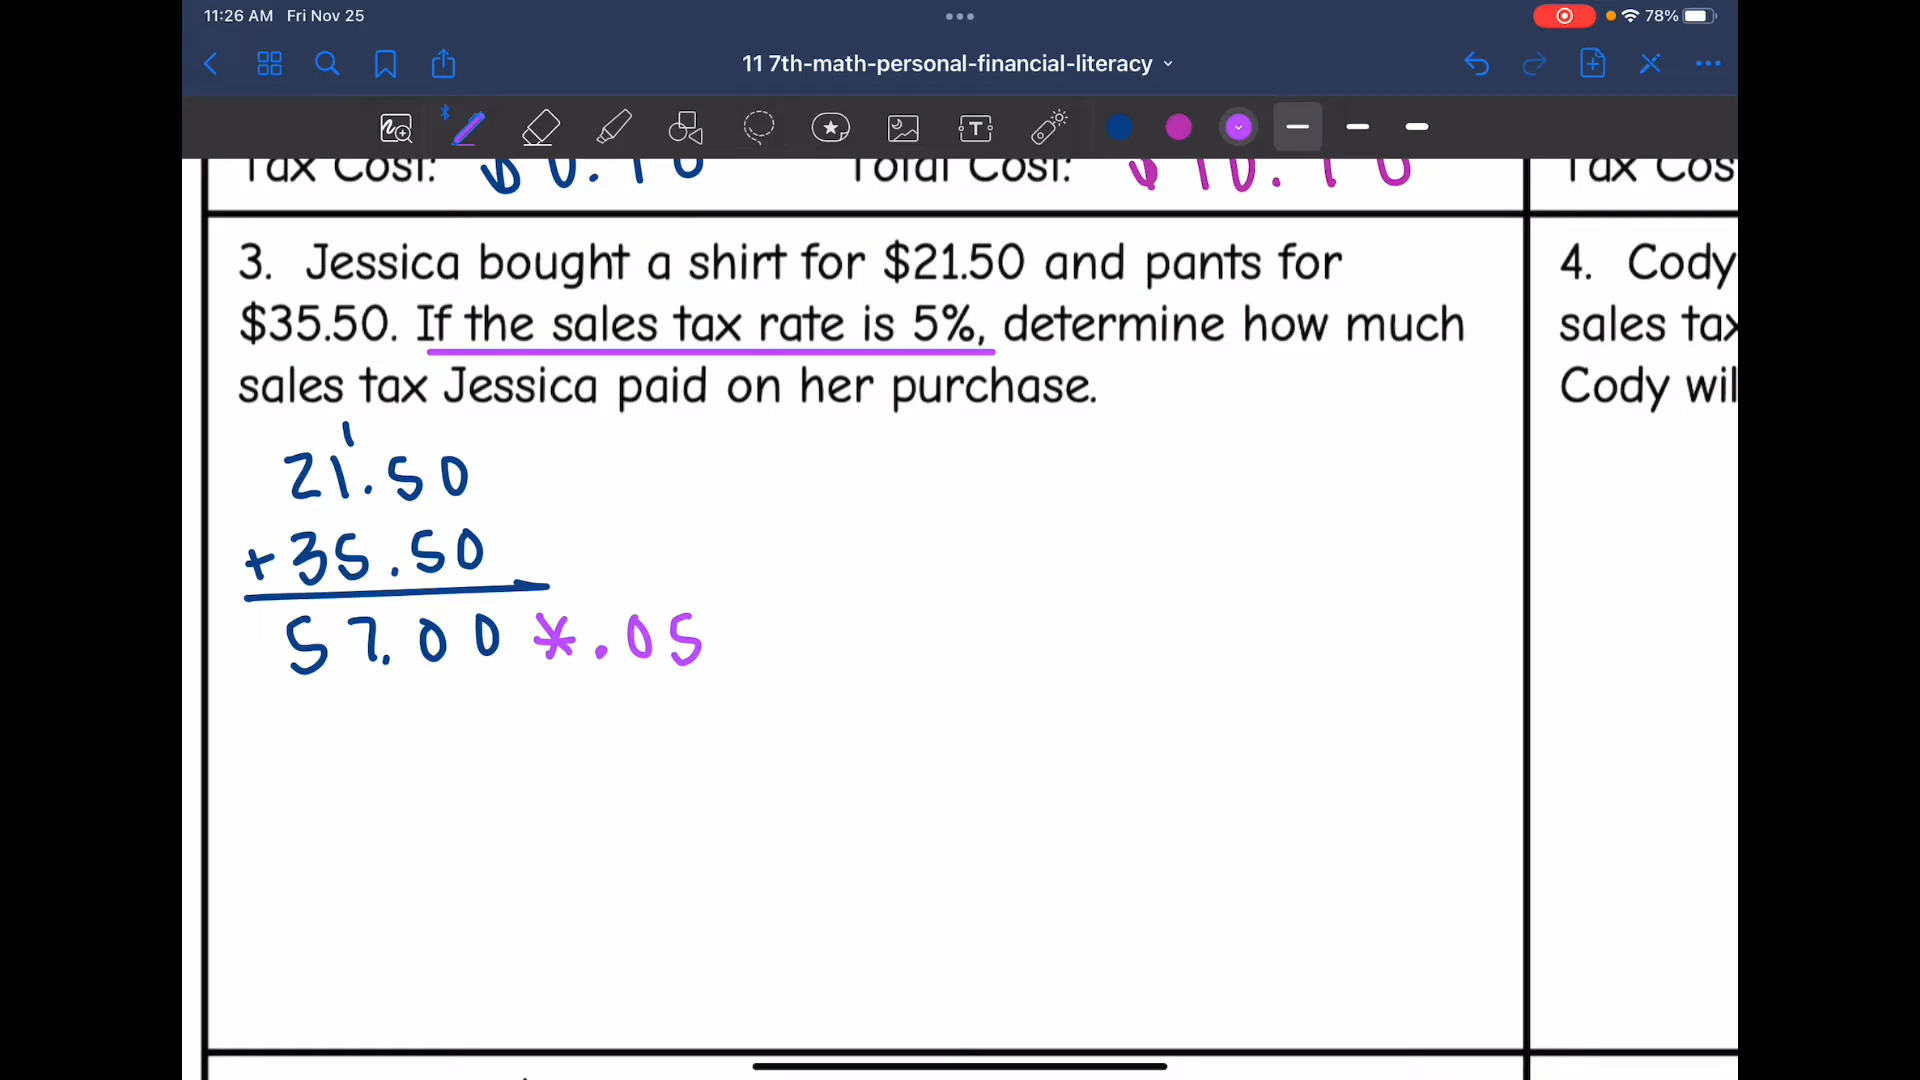 11:26 AM Fri Nov 25
78%
11 7th-math-personal-financial-literacy
T
Tax Cost: Total Cost:
Tax Cos
3. Jessica bought a shirt for $21.50 and pants for
$35.50. If the sales tax rate is 5%, determine how much
sales tax Jessica paid on her purchase.
4. Cody
sales tax
Cody wil
1
21.50
+35.50
57.00 *.05